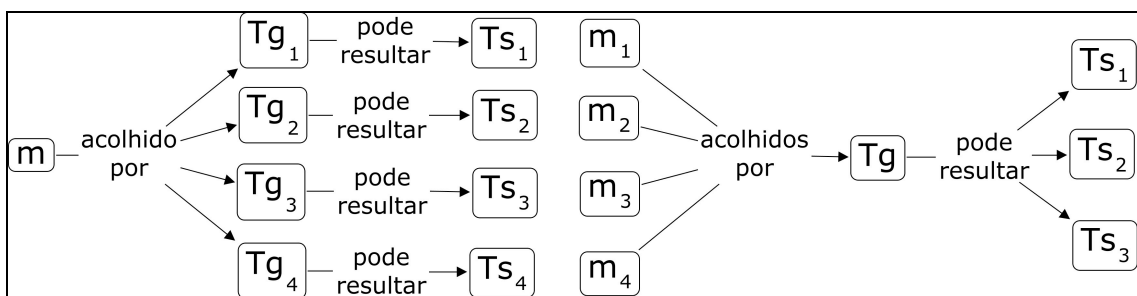 m
acolhido
por
Tg1
pode
resultar
Ts1
Tg2
pode
resultar
Ts2
Tg3
pode
resultar
Ts3
Tg4
pode
resultar
Ts4
m1
m2
m3
m4
acolhidos
por
Tg
pode
resultar
Ts1
Ts2
Ts3